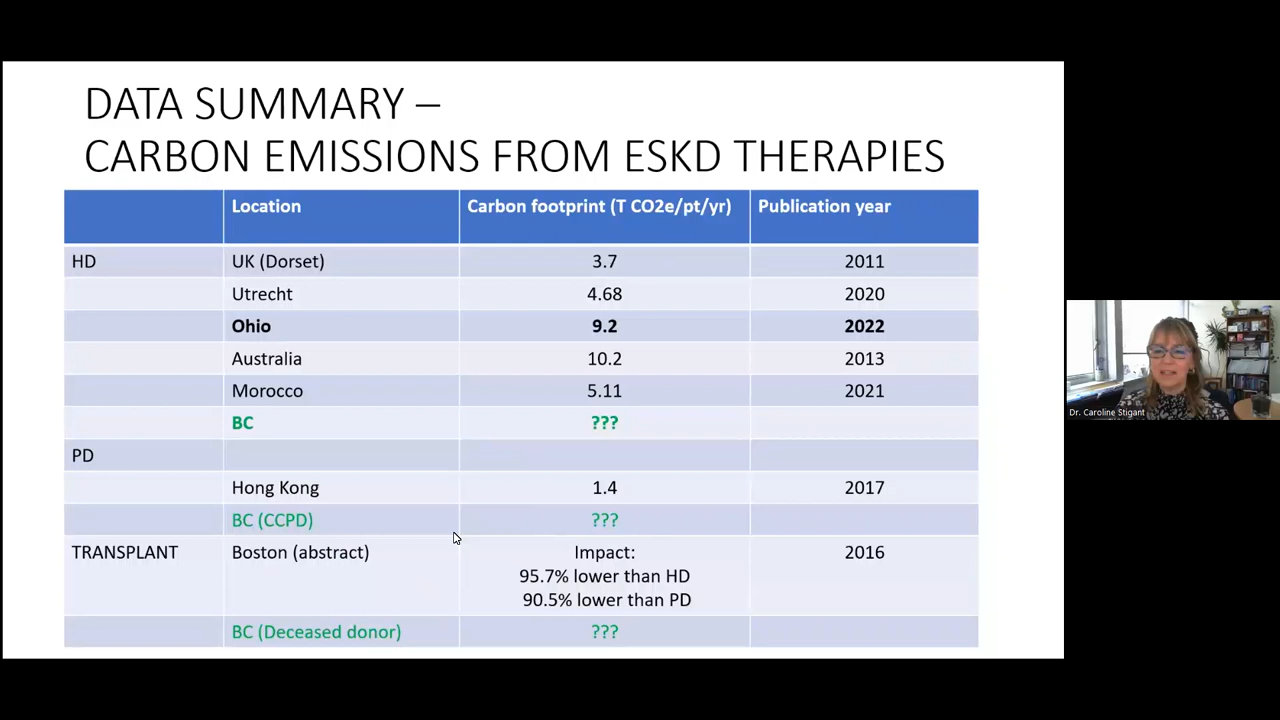 DATA SUMMARY –
CARBON EMISSIONS FROM ESKD THERAPIES
Location Carbon footprint (T CO2e/pt/yr) Publication year
HD UK (Dorset) 3.7 2011
Utrecht 4.68 2020
Ohio 9.2 2022
Australia 10.2 2013
Morocco 5.11 2021
BC ???
PD
Hong Kong 1.4 2017
BC (CCPD) ???
TRANSPLANT Boston (abstract) Impact: 2016
95.7% lower than HD
90.5% lower than PD
BC (Deceased donor) ???
Dr. Caroline Stigant